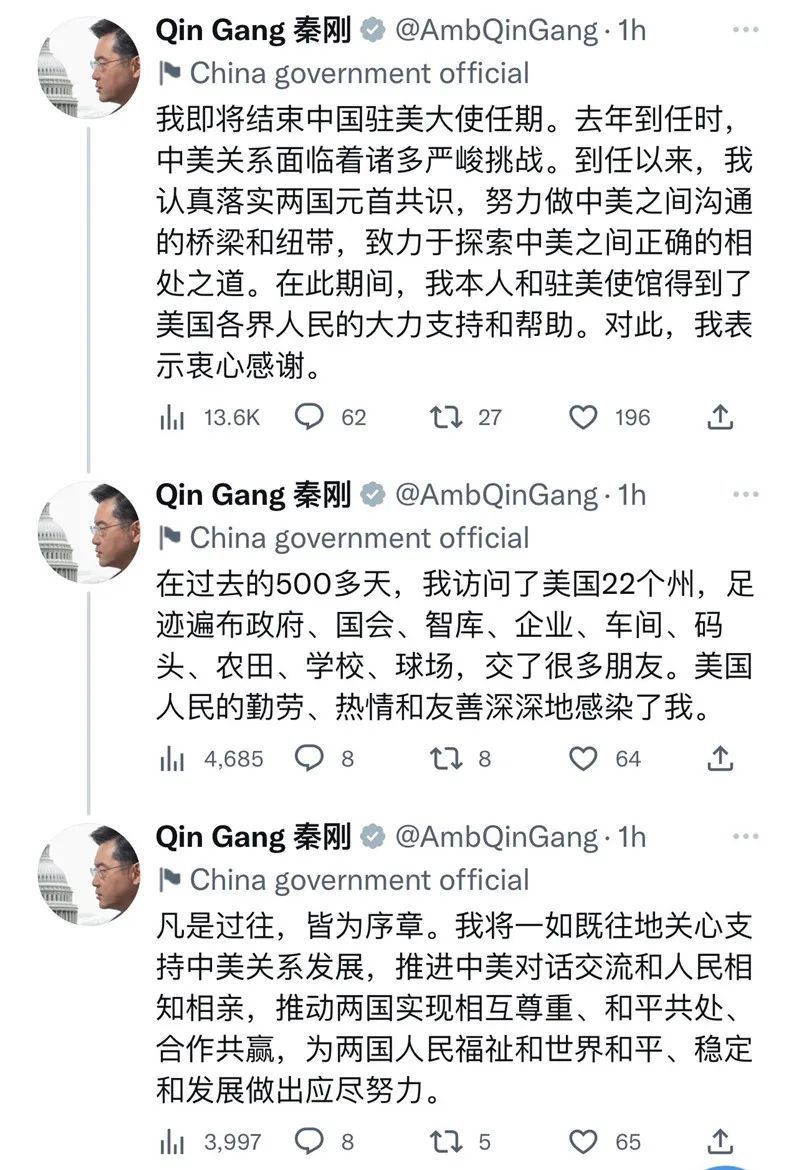 Qin Gang 秦刚 @AmbQinGang · 1h
China government official
我即将结束中国驻美大使任期。去年到任时，
中美关系面临着诸多严峻挑战。到任以来，我
认真落实两国元首共识，努力做中美之间沟通
的桥梁和纽带，致力于探索中美之间正确的相
处之道。在此期间，我本人和驻美使馆得到了
美国各界人民的大力支持和帮助。对此，我表
示衷心感谢。
13.6K 62 27 196
Qin Gang 秦刚 @AmbQinGang · 1h
China government official
在过去的500多天，我访问了美国22个州，足
迹遍布政府、国会、智库、企业、车间、码
头、农田、学校、球场，交了很多朋友。美国
人民的勤劳、热情和友善深深地感染了我。
4,685 8 8 64
Qin Gang 秦刚 @AmbQinGang · 1h
China government official
凡是过往，皆为序章。我将一如既往地关心支
持中美关系发展，推进中美对话交流和人民相
知相亲，推动两国实现相互尊重、和平共处、
合作共赢，为两国人民福祉和世界和平、稳定
和发展做出应尽努力。
3,997 8 5 65